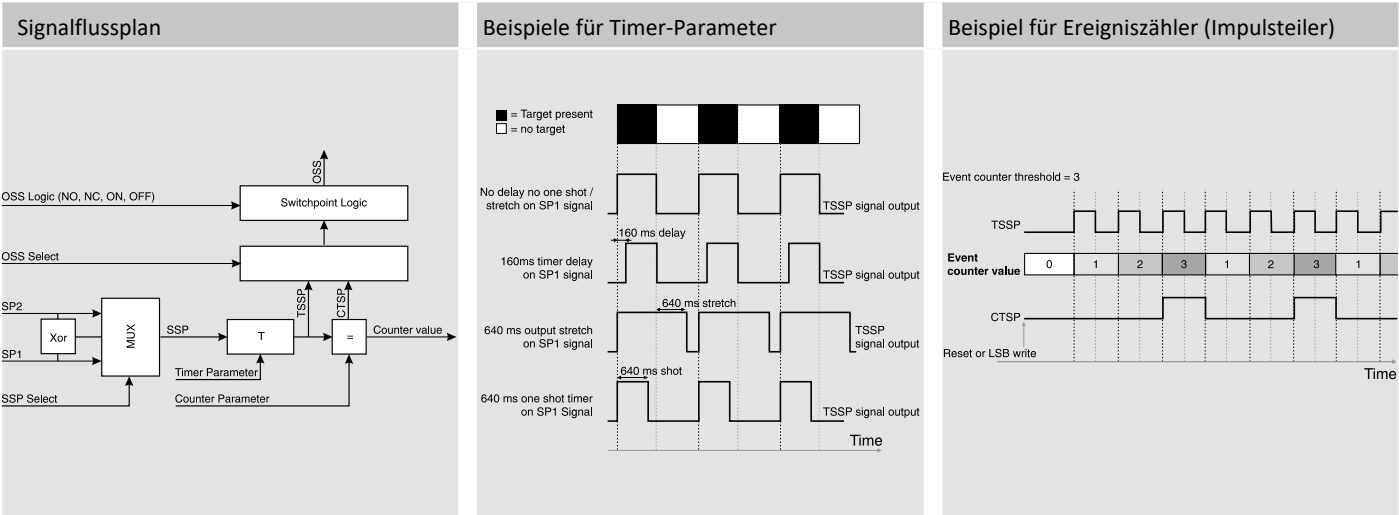 Signalflussplan
OSS
OSS Logic (NO, NC, ON, OFF)
Switchpoint Logic
OSS Select
TSSP
CTSP
SP2
Xor
MUX
SSP
T
=
Counter value
SP1
Timer Parameter
SSP Select
Counter Parameter
Beispiele für Timer-Parameter
= Target present
= no target
No delay no one shot /
stretch on SP1 signal
TSSP signal output
160 ms delay
160ms timer delay
on SP1 signal
TSSP signal output
640 ms stretch
640 ms output stretch
on SP1 signal
TSSP
signal output
640 ms shot
640 ms one shot timer
on SP1 Signal
TSSP signal output
Time
Beispiel für Ereigniszähler (Impulsteiler)
Event counter threshold = 3
TSSP
Event
counter value
0 1 2 3 1 2 3 1
CTSP
Reset or LSB write
Time